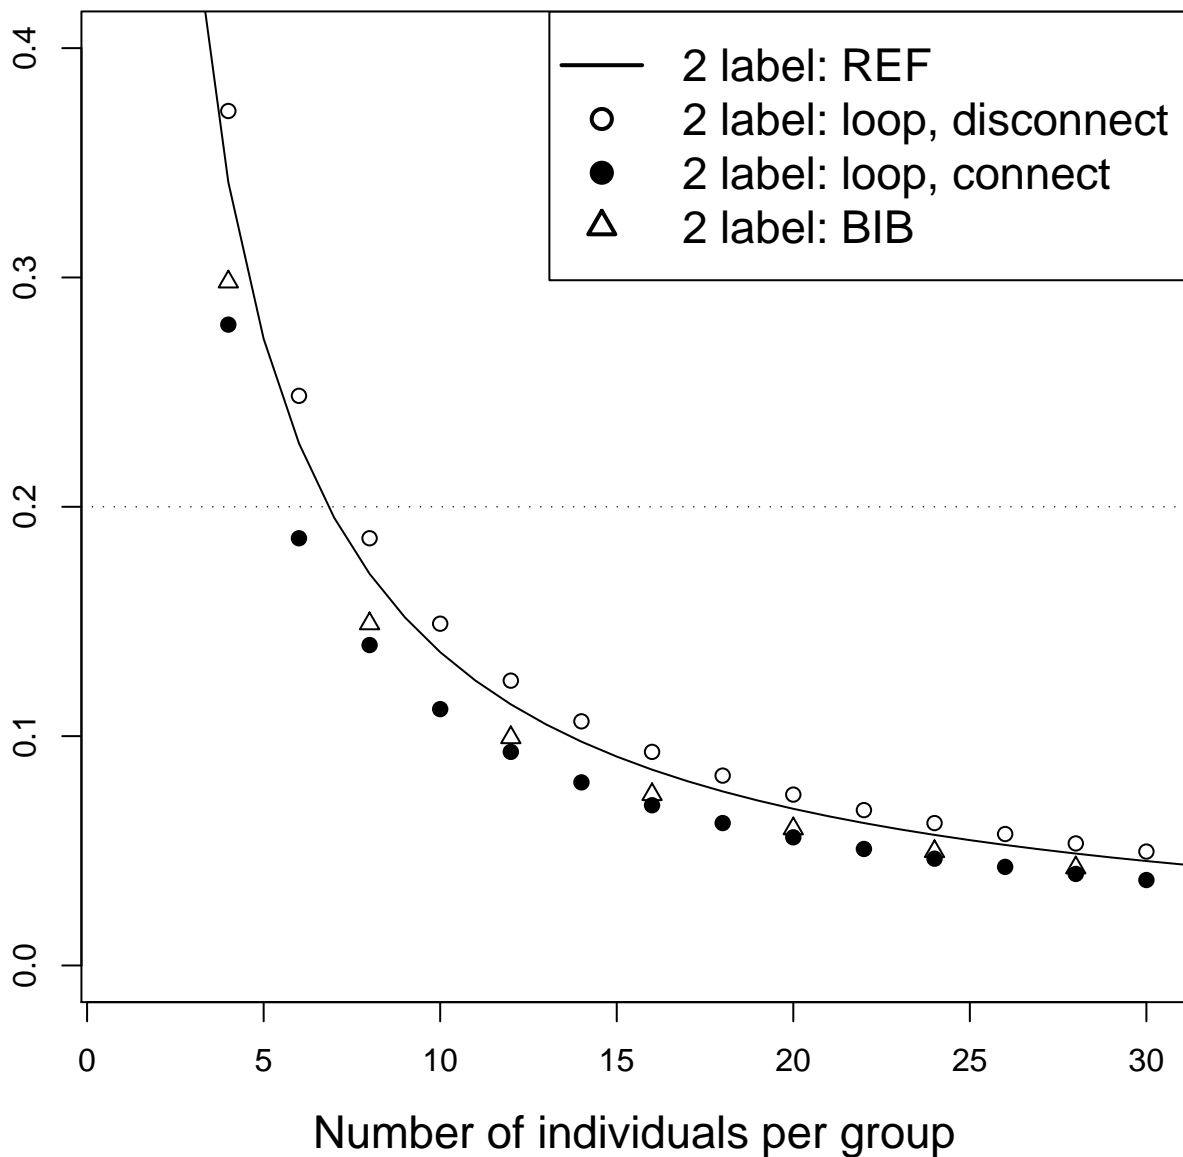 0.4
0.3
0.2
0.1
0.0
2 label: REF
2 label: loop, disconnect
2 label: loop, connect
2 label: BIB
0 5 10 15 20 25 30
Number of individuals per group